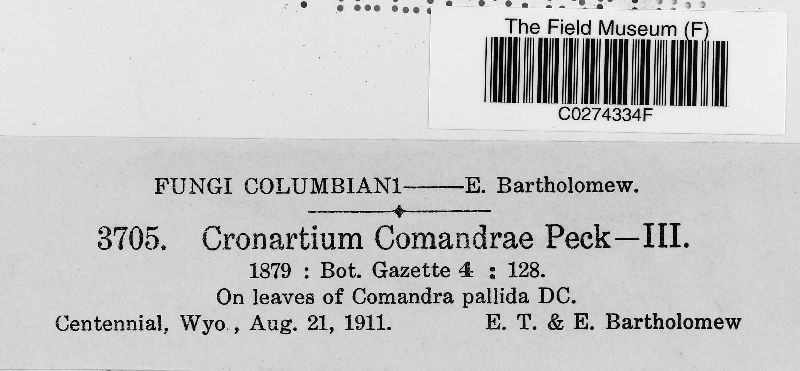 The Field Museum (F)
C0274334F
FUNGI COLUMBIAN1——E. Bartholomew.
3705. Cronartium Comandrae Peck—III.
1879 : Bot. Gazette 4 : 128.
On leaves of Comandra pallida DC.
Centennial, Wyo., Aug. 21, 1911. E. T. & E. Bartholomew